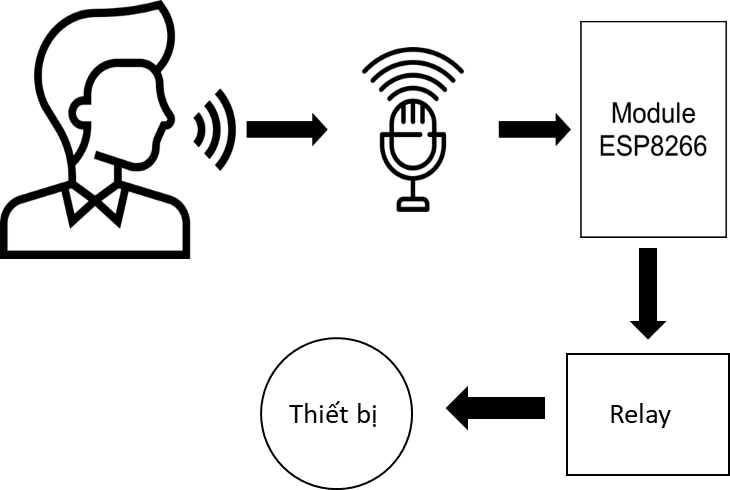 Module
ESP8266
Thiết bị
Relay